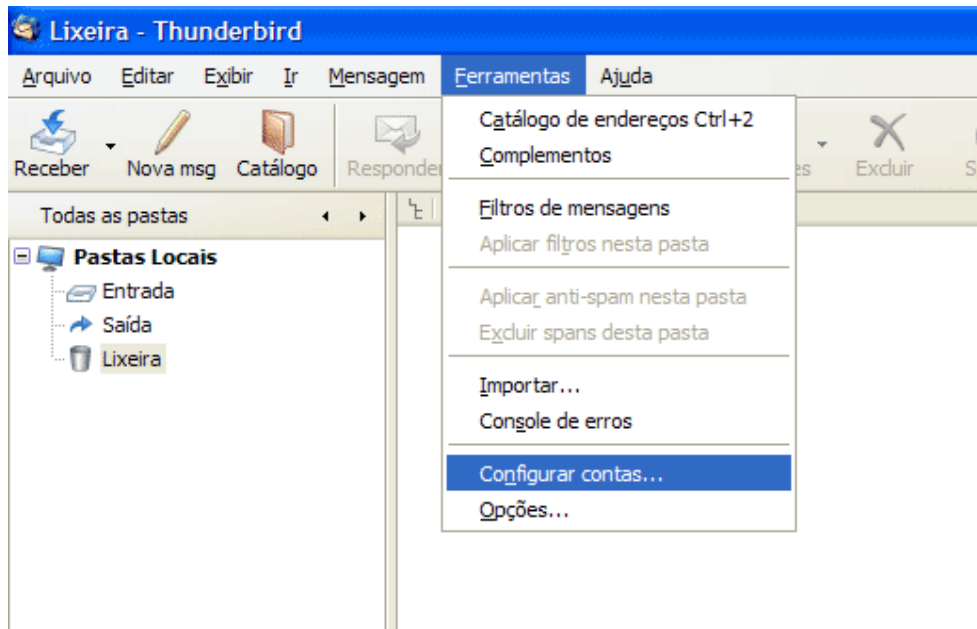 Lixeira - Thunderbird
Arquivo Editar Exibir Ir Mensagem Ferramentas Ajuda
Receber Nova msg Catálogo Excluir
Catálogo de endereços Ctrl+2
Complementos
Filtros de mensagens
Aplicar filtros nesta pasta
Aplicar anti-spam nesta pasta
Excluir spans desta pasta
Importar...
Console de erros
Configurar contas...
Opções...
Todas as pastas
Pastas Locais
Entrada
Saída
Lixeira